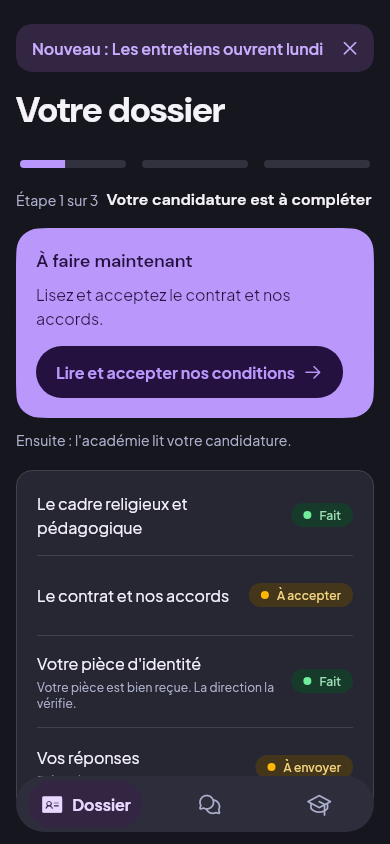 Nouveau : Les entretiens ouvrent lundi
Votre dossier
Étape 1 sur 3 Votre candidature est à compléter
À faire maintenant
Lisez et acceptez le contrat et nos
accords.
Lire et accepter nos conditions
Ensuite : l'académie lit votre candidature.
Le cadre religieux et
pédagogique
Fait
Le contrat et nos accords
À accepter
Votre pièce d'identité
Votre pièce est bien reçue. La direction la
vérifie.
Fait
Vos réponses
À envoyer
Dossier